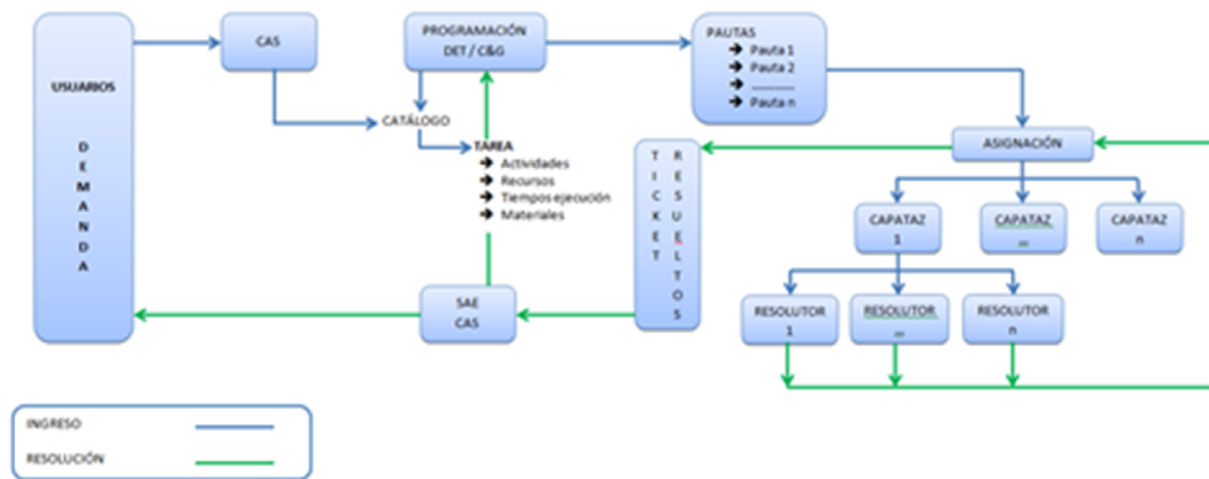 USUARIOS
D
E
M
A
N
D
A
CAS
PROGRAMACIÓN
DET / C&G
CATÁLOGO
TAREA
➔ Actividades
➔ Recursos
➔ Tiempos ejecución
➔ Materiales
PAUTAS
➔ Pauta 1
➔ Pauta 2
➔ ............
➔ Pauta n
ASIGNACIÓN
CAPATAZ
1
CAPATAZ
...
CAPATAZ
n
RESOLUTOR
1
RESOLUTOR
...
RESOLUTOR
n
T
I
C
K
E
T
R
E
S
U
E
L
T
O
S
SAE
CAS
INGRESO
RESOLUCIÓN